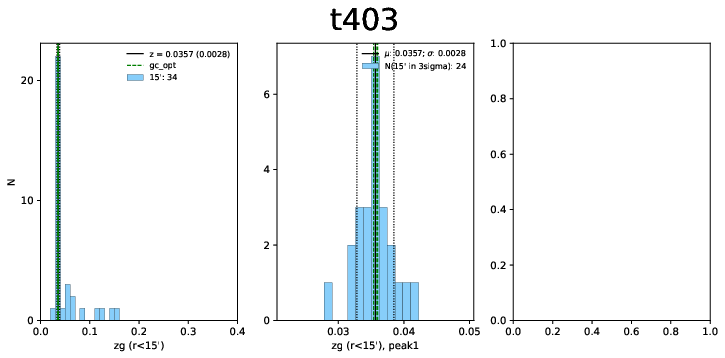 t403
z = 0.0357 (0.0028)
gc_opt
15': 34
N
20
10
0
0.0 0.1 0.2 0.3 0.4
zg (r<15')
μ: 0.0357; σ: 0.0028
N(15' in 3sigma): 24
6
4
2
0
0.03 0.04 0.05
zg (r<15'), peak1
1.0
0.8
0.6
0.4
0.2
0.0
0.0 0.2 0.4 0.6 0.8 1.0